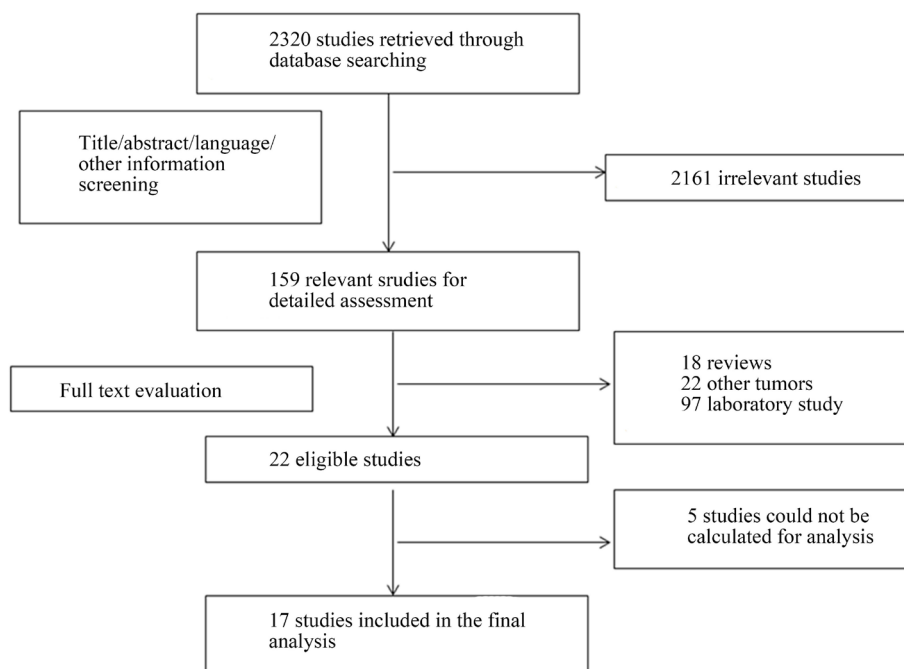 2320 studies retrieved through
database searching
Title/abstract/language/
other information
screening
2161 irrelevant studies
159 relevant srudies for
detailed assessment
18 reviews
22 other tumors
97 laboratory study
Full text evaluation
22 eligible studies
5 studies could not be
calculated for analysis
17 studies included in the final
analysis